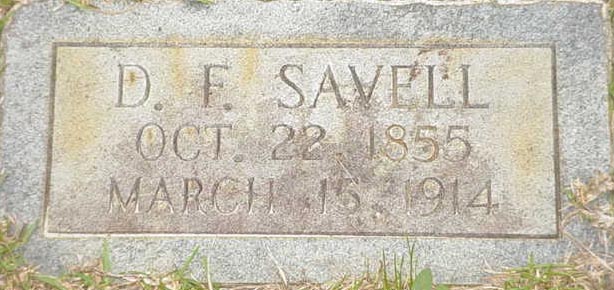 D. F. SAVELL
OCT. 22, 1855
MARCH 15, 1914